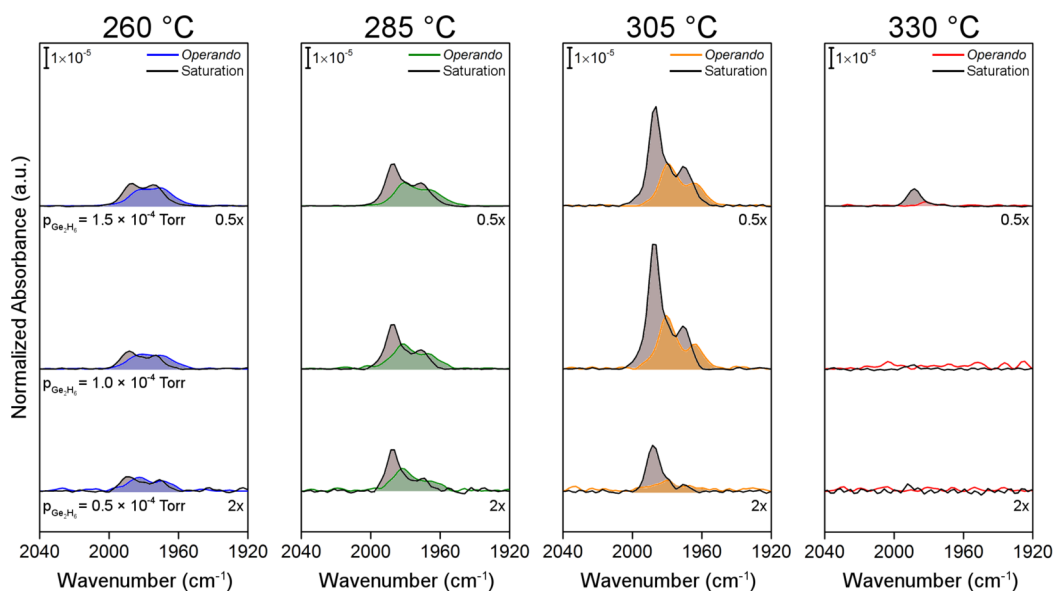 260 °C
285 °C
305 °C
330 °C
1×10⁻⁵
Operando
Saturation
1×10⁻⁵
Operando
Saturation
1×10⁻⁵
Operando
Saturation
1×10⁻⁵
Operando
Saturation
Normalized Absorbance (a.u.)
p_Ge₂H₆ = 1.5 × 10⁻⁴ Torr
0.5x
0.5x
0.5x
0.5x
p_Ge₂H₆ = 1.0 × 10⁻⁴ Torr
p_Ge₂H₆ = 0.5 × 10⁻⁴ Torr
2x
2x
2x
2x
2040 2000 1960 1920
2040 2000 1960 1920
2040 2000 1960 1920
2040 2000 1960 1920
Wavenumber (cm⁻¹)
Wavenumber (cm⁻¹)
Wavenumber (cm⁻¹)
Wavenumber (cm⁻¹)